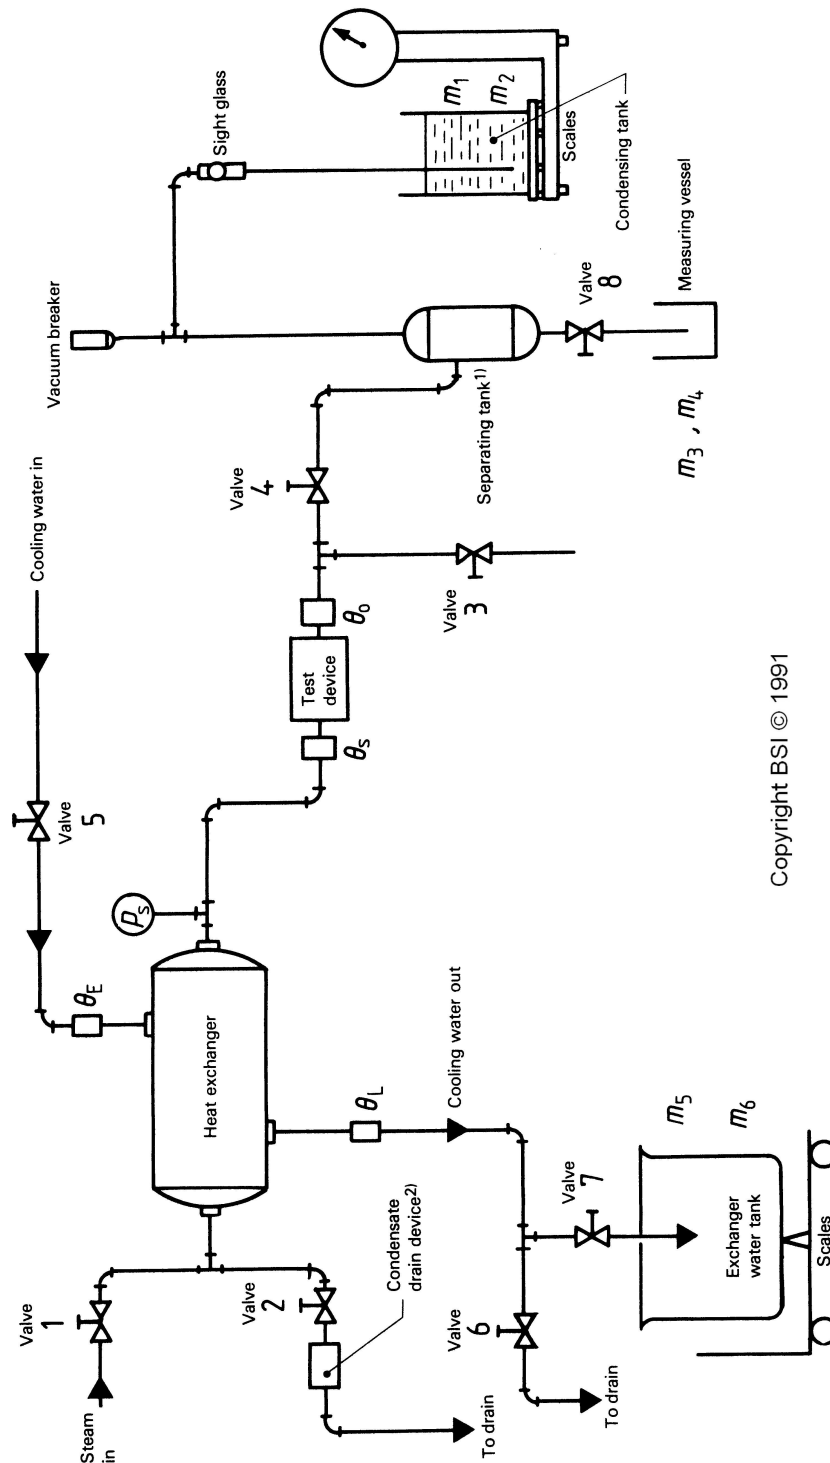 Steam
in
Valve
1
Valve
2
Condensate
drain device2)
To drain
Heat exchanger
Ps
θE
Valve
5
Cooling water in
θL
Cooling water out
Valve
6
To drain
Valve
7
Exchanger
water tank
m5
m6
Scales
θs
Test
device
θo
Valve
3
Valve
4
Separating tank1)
Vacuum breaker
Sight glass
Valve
8
Measuring vessel
m3 , m4
m1
m2
Scales
Condensing tank
Copyright BSI © 1991